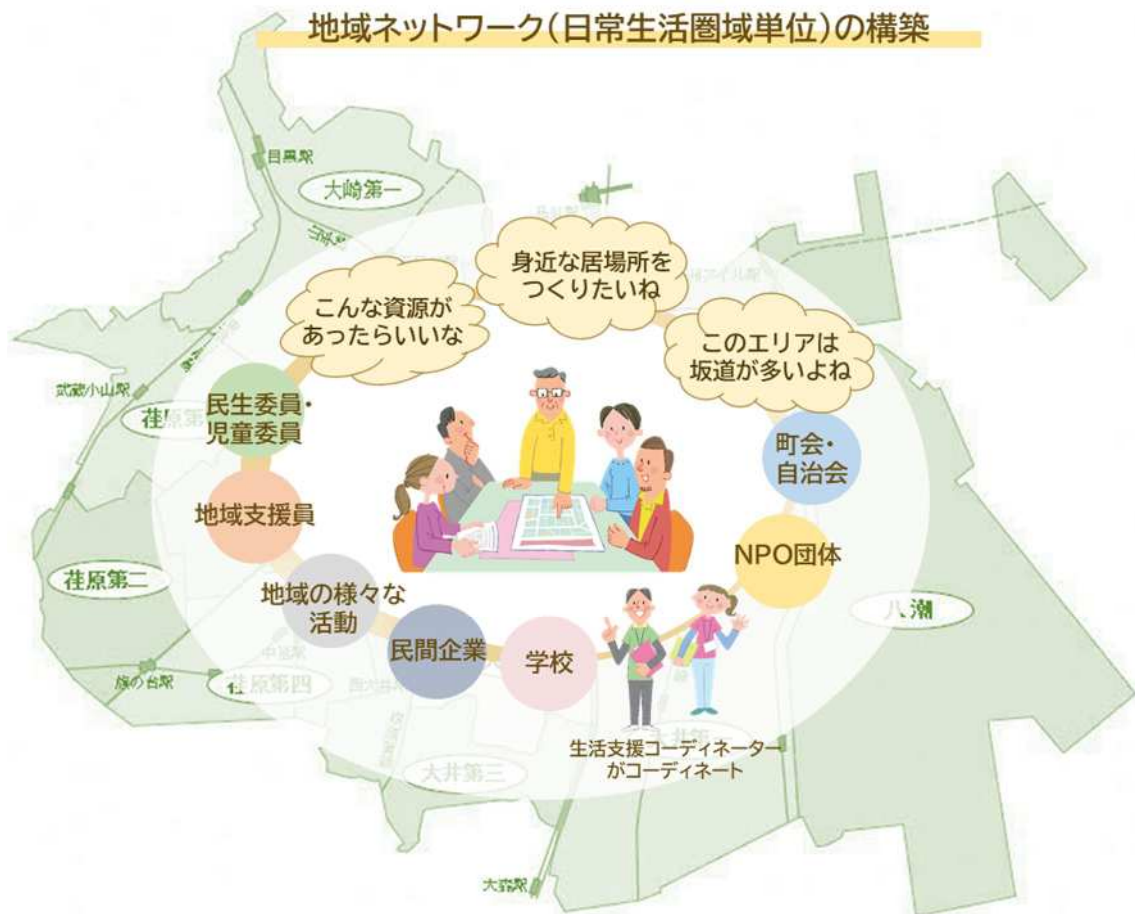 地域ネットワーク(日常生活圏域単位)の構築
目黒駅
大崎第一
身近な居場所を
つくりたいね
こんな資源が
あったらいいな
このエリアは
坂道が多いよね
武蔵小山駅
民生委員・
児童委員
荏原第
町会・
自治会
地域支援員
NPO団体
荏原第二
地域の様々な
活動
八潮
民間企業
学校
旗の台駅
荏原第四
生活支援コーディネーター
がコーディネート
大井第三
大森駅